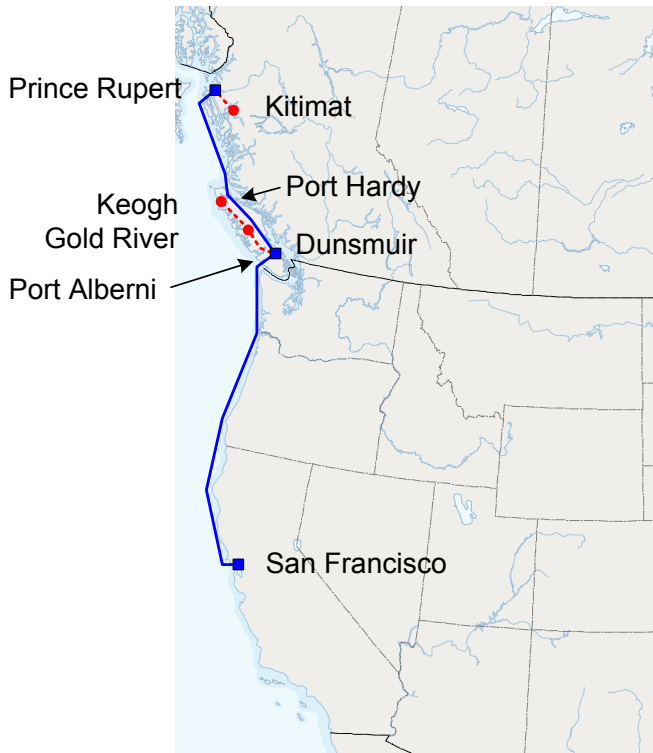 Prince Rupert
Kitimat
Port Hardy
Keogh
Gold River
Dunsmuir
Port Alberni
San Francisco